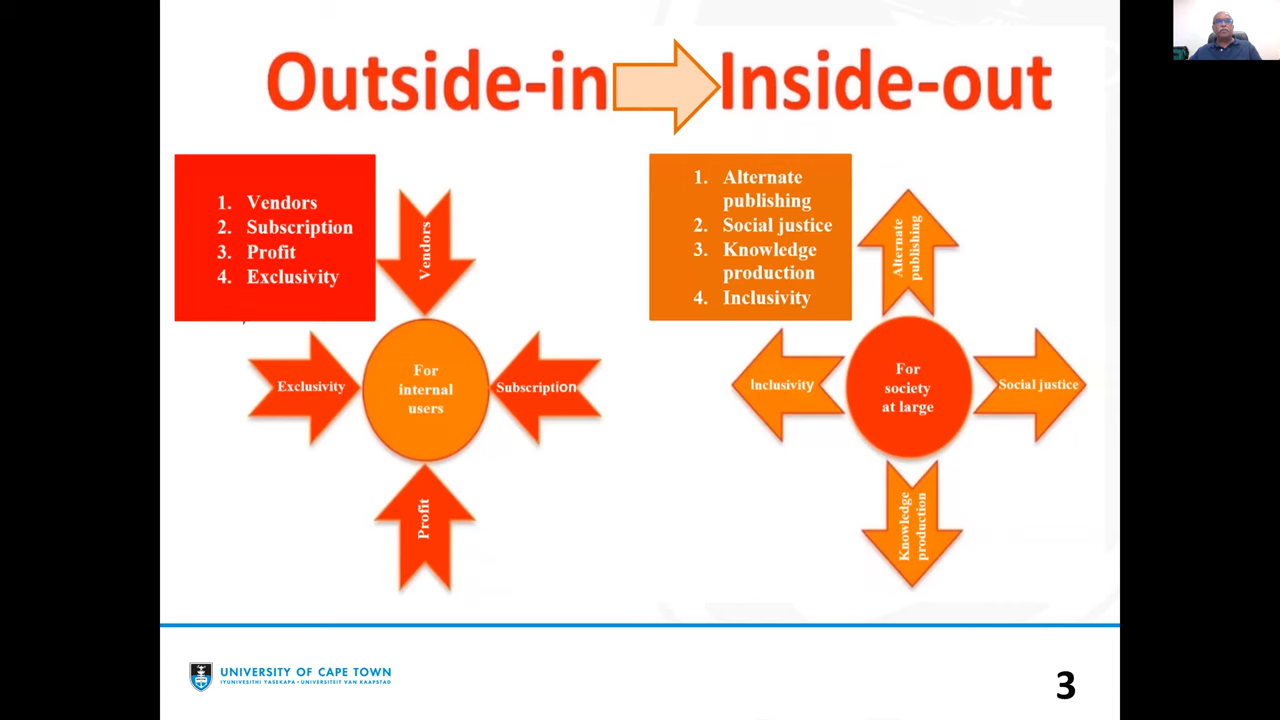 Outside-in
Inside-out
1. Vendors
2. Subscription
3. Profit
4. Exclusivity
Vendors
Exclusivity
For
internal
users
Subscription
Profit
1. Alternate
publishing
2. Social justice
3. Knowledge
production
4. Inclusivity
Alternate
publishing
Inclusivity
For
society
at large
Social justice
Knowledge
production
UNIVERSITY OF CAPE TOWN
IYUNIVESITHI YASEKAPA • UNIVERSITEIT VAN KAAPSTAD
3